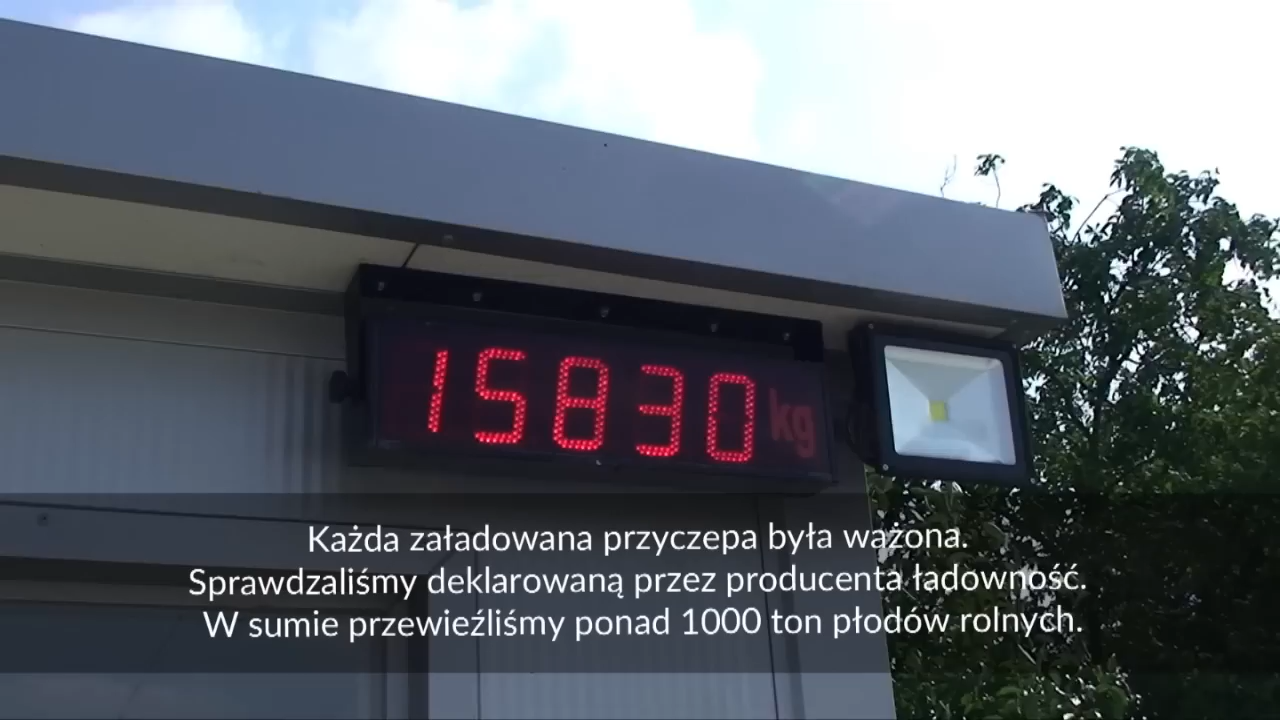 15830 kg
Każda załadowana przyczepa była ważona.
Sprawdzaliśmy deklarowaną przez producenta ładowność.
W sumie przewieźliśmy ponad 1000 ton płodów rolnych.